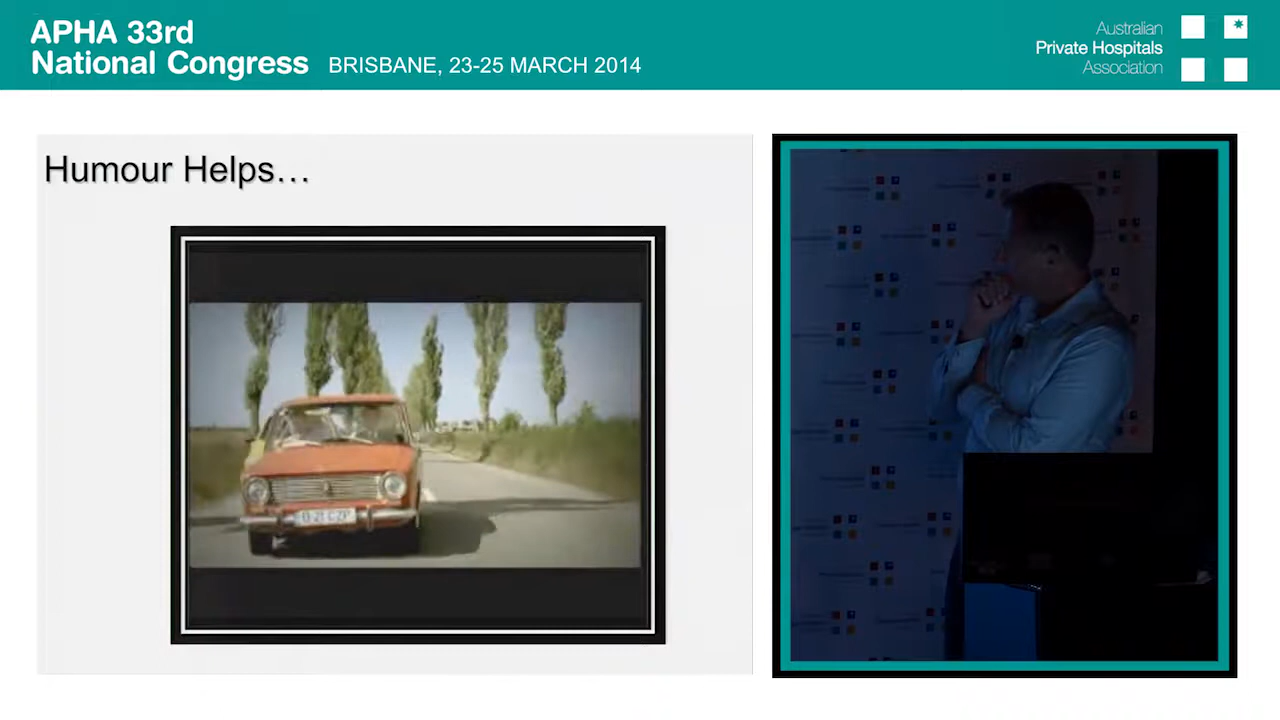 APHA 33rd
National Congress BRISBANE, 23-25 MARCH 2014
Australian
Private Hospitals
Association
Humour Helps…